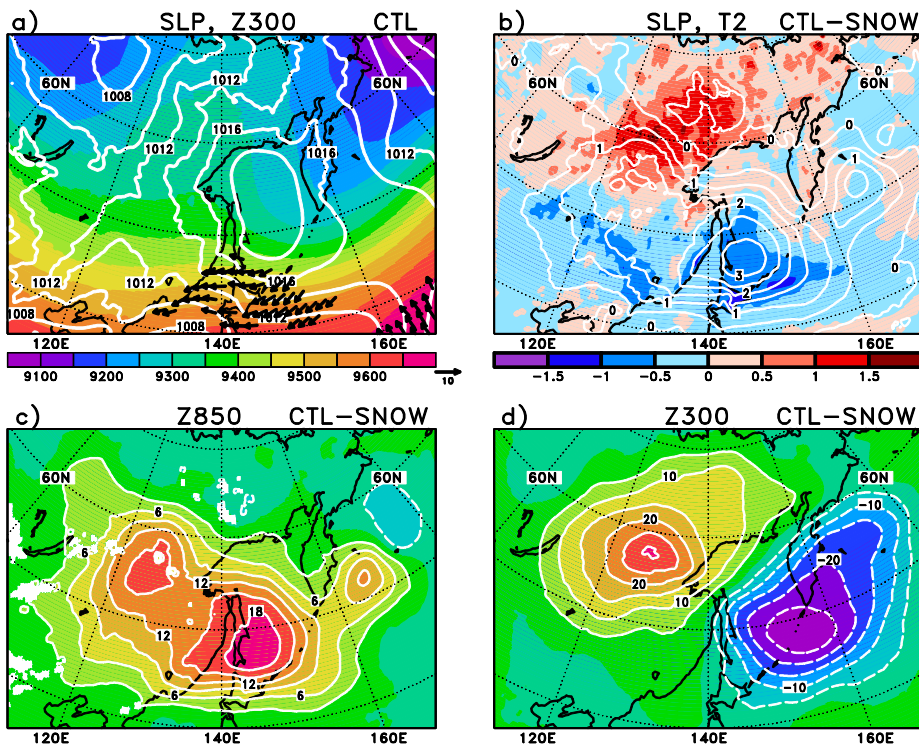 a) SLP, Z300 CTL
60N 1008 1012 60N
1016
1012 1016 1012
1012 1012 1016
1008 1008 1012
120E 140E 160E
9100 9200 9300 9400 9500 9600 10
b) SLP, T2 CTL−SNOW
0 60N 60N 0
1 0 0 0
1 1
2
3 0
1 2
0 1 0
120E 140E 160E
−1.5 −1 −0.5 0 0.5 1 1.5
c) Z850 CTL−SNOW
60N 60N
6
6 12
6
12 18
12
6 6
120E 140E 160E
d) Z300 CTL−SNOW
60N 10 60N
−10
20
−20
20
10
−10
120E 140E 160E